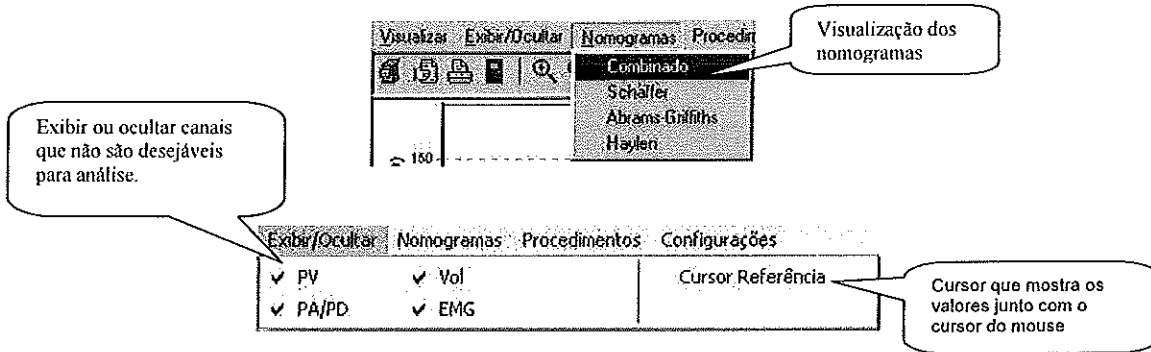 Visualizar Exibir/Ocultar Nomogramas Procedim
Combinado
Schäffer
Abrams-Griffiths
Haylen
150
Visualização dos
nomogramas
Exibir ou ocultar canais
que não são desejáveis
para análise.
Exibir/Ocultar Nomogramas Procedimentos Configurações
PV Vol Cursor Referência
PA/PD EMG
Cursor que mostra os
valores junto com o
cursor do mouse